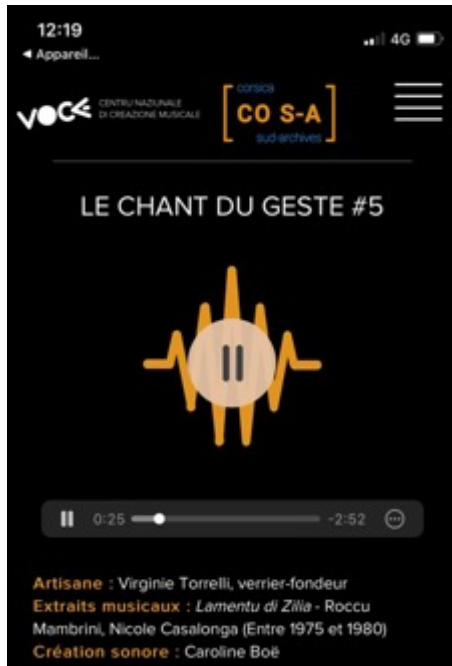 12:19
4G
◀ Appareil...
VOCE
CENTRU NAZIUNALE
DI CREAZIONE MUSICALE
corsica
CO S-A
sud-archives
LE CHANT DU GESTE #5
0:25
-2:52
Artisane : Virginie Torrelli, verrier-fondeur
Extraits musicaux : Lamentu di Zilia - Roccu
Mambrini, Nicole Casalonga (Entre 1975 et 1980)
Création sonore : Caroline Boë